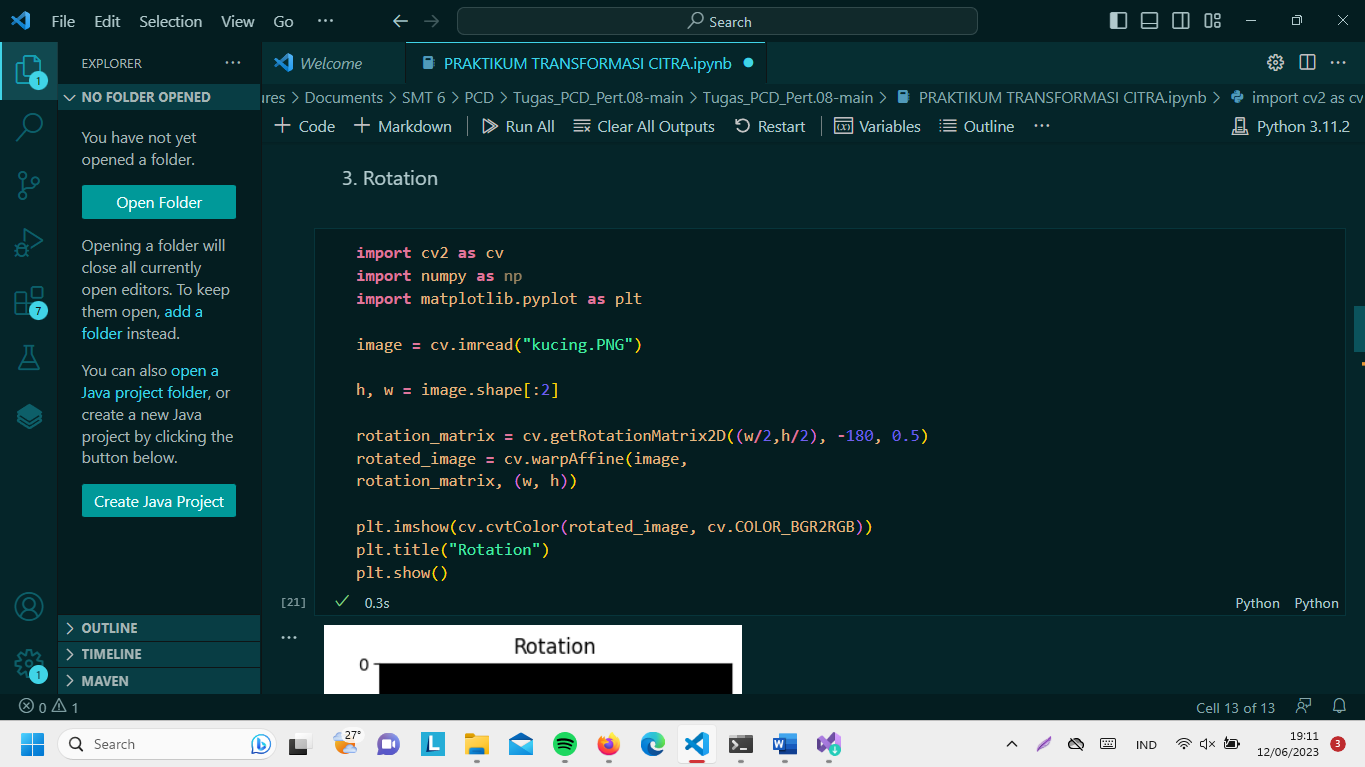 File Edit Selection View Go ···
Search
EXPLORER ···
1
NO FOLDER OPENED
You have not yet
opened a folder.
Open Folder
Opening a folder will
close all currently
open editors. To keep
them open, add a
folder instead.
You can also open a
Java project folder, or
create a new Java
project by clicking the
button below.
Create Java Project
7
1
OUTLINE
TIMELINE
MAVEN
Welcome
PRAKTIKUM TRANSFORMASI CITRA.ipynb
ures > Documents > SMT 6 > PCD > Tugas_PCD_Pert.08-main > Tugas_PCD_Pert.08-main > PRAKTIKUM TRANSFORMASI CITRA.ipynb > import cv2 as cv
+ Code + Markdown Run All Clear All Outputs Restart Variables Outline ··· Python 3.11.2
3. Rotation
import cv2 as cv
import numpy as np
import matplotlib.pyplot as plt
image = cv.imread("kucing.PNG")
h, w = image.shape[:2]
rotation_matrix = cv.getRotationMatrix2D((w/2,h/2), -180, 0.5)
rotated_image = cv.warpAffine(image,
rotation_matrix, (w, h))
plt.imshow(cv.cvtColor(rotated_image, cv.COLOR_BGR2RGB))
plt.title("Rotation")
plt.show()
[21] 0.3s Python Python
···
Rotation
0
0 1
Cell 13 of 13
Search
27°
L
W
IND
19:11
12/06/2023
3